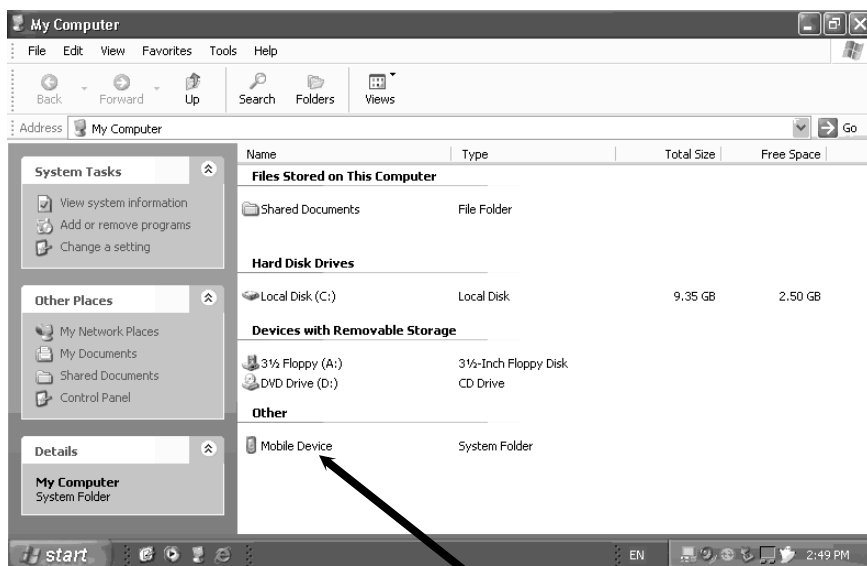 My Computer
File Edit View Favorites Tools Help
Back Forward Up Search Folders Views
Address My Computer Go
Name Type Total Size Free Space
System Tasks
View system information
Add or remove programs
Change a setting
Other Places
My Network Places
My Documents
Shared Documents
Control Panel
Details
My Computer
System Folder
Files Stored on This Computer
Shared Documents File Folder
Hard Disk Drives
Local Disk (C:) Local Disk 9.35 GB 2.50 GB
Devices with Removable Storage
3½ Floppy (A:) 3½-Inch Floppy Disk
DVD Drive (D:) CD Drive
Other
Mobile Device System Folder
start EN 2:49 PM